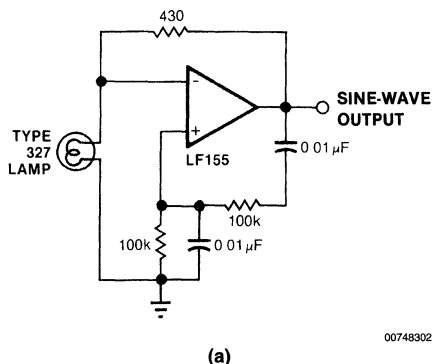 430
SINE-WAVE
OUTPUT
TYPE
327
LAMP
-
+
LF155
0 01 μF
100k
100k
0 01 μF
00748302
(a)